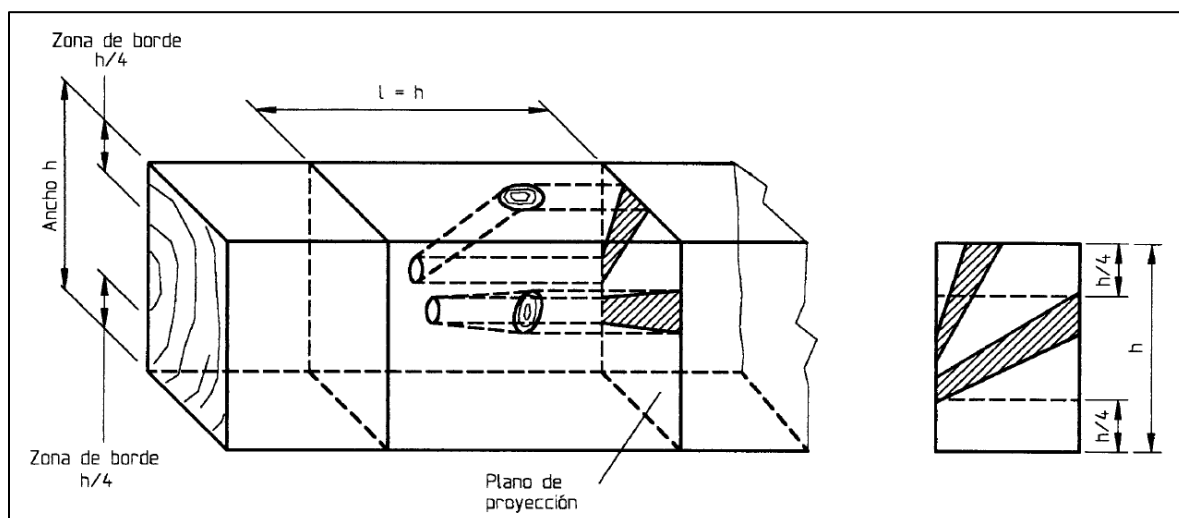 Zona de borde
h/4
l = h
Ancho h
Zona de borde
h/4
Plano de
proyección
h/4
h
h/4